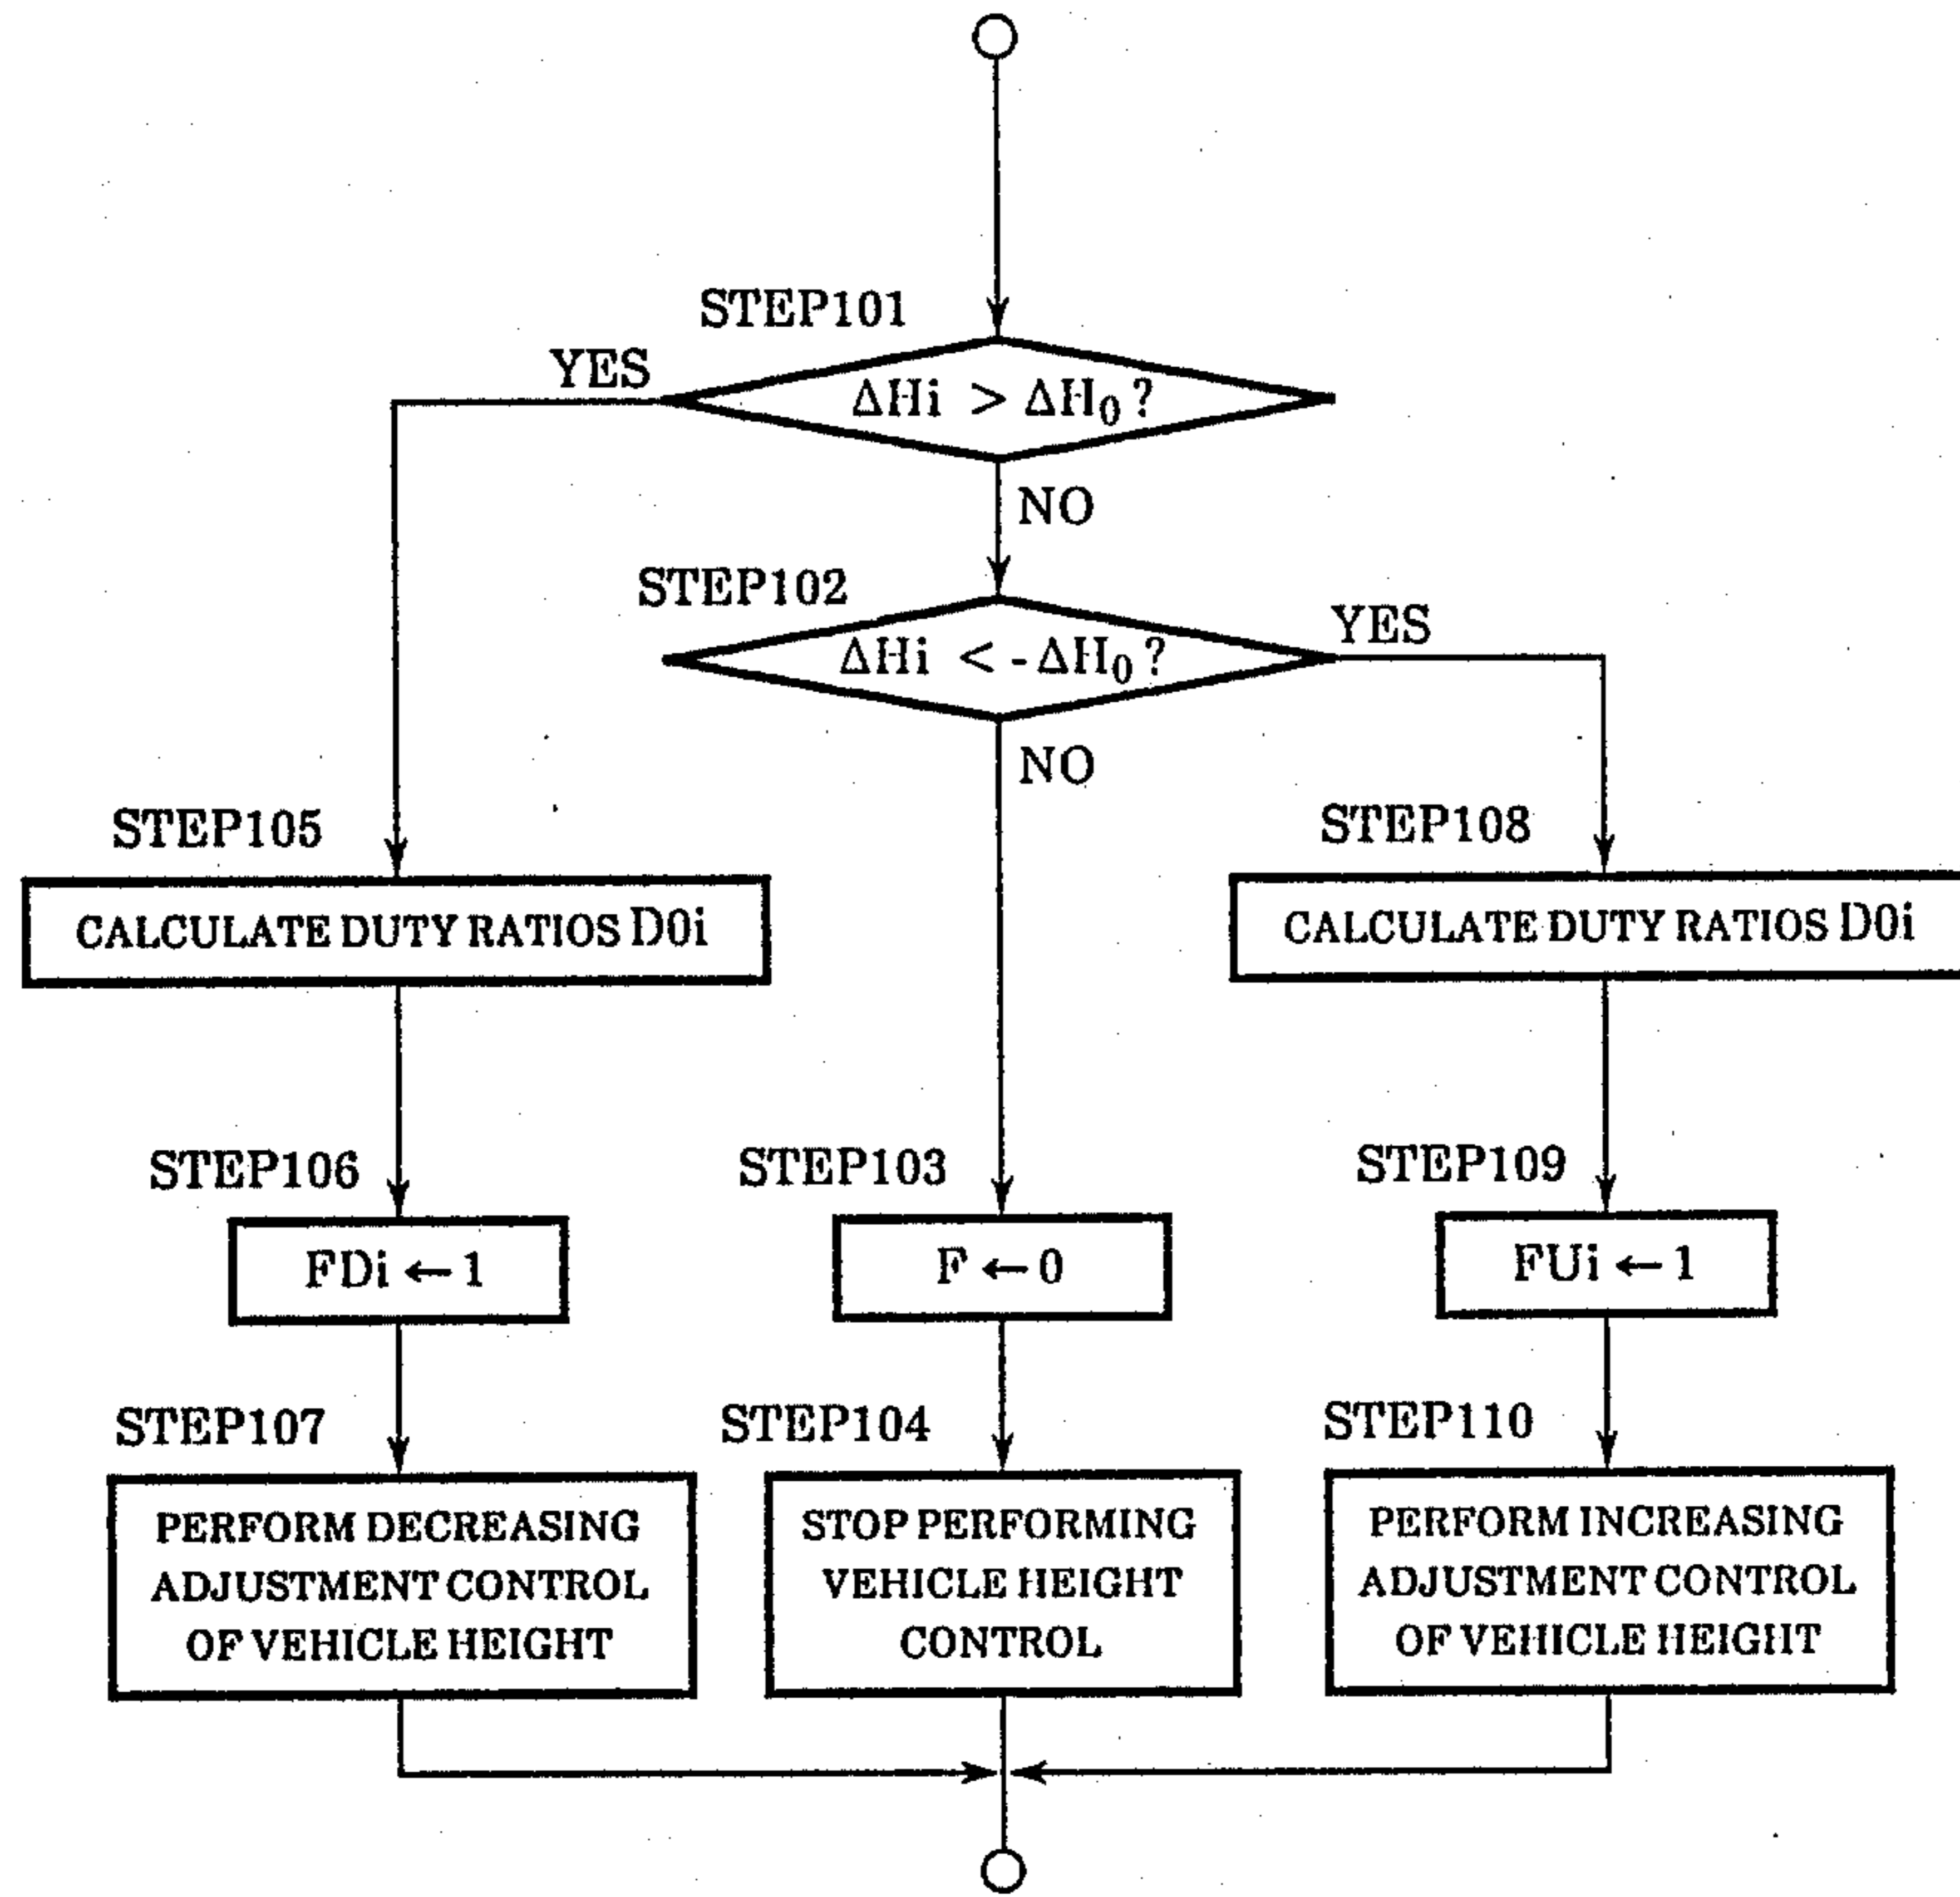 STEP101
YES
ΔHi > ΔH₀ ?
NO
STEP102
YES
ΔHi < - ΔH₀ ?
NO
STEP105
STEP108
CALCULATE DUTY RATIOS D0i
CALCULATE DUTY RATIOS D0i
STEP106
STEP103
STEP109
FDi ← 1
F ← 0
FUi ← 1
STEP107
STEP104
STEP110
PERFORM DECREASING
ADJUSTMENT CONTROL
OF VEHICLE HEIGHT
STOP PERFORMING
VEHICLE HEIGHT
CONTROL
PERFORM INCREASING
ADJUSTMENT CONTROL
OF VEHICLE HEIGHT